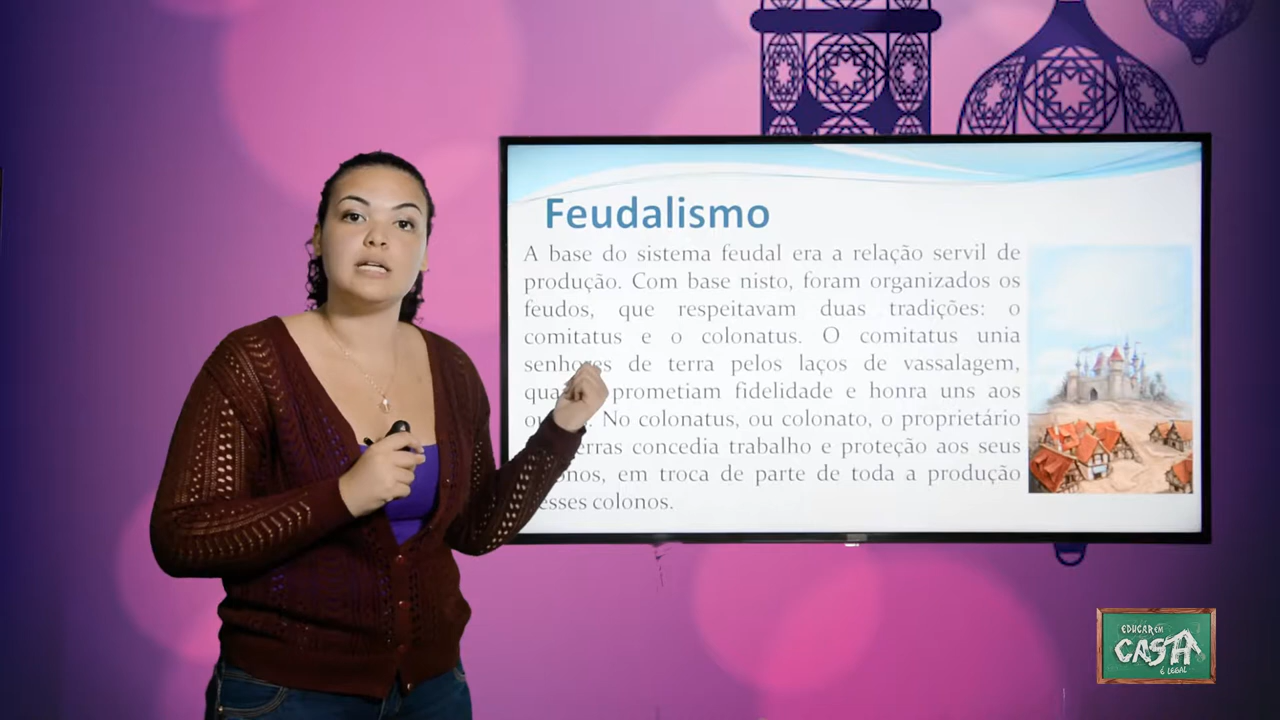 Feudalismo
A base do sistema feudal era a relação servil de
produção. Com base nisto, foram organizados os
feudos, que respeitavam duas tradições: o
comitatus e o colonatus. O comitatus unia
senhores de terra pelos laços de vassalagem,
prometiam fidelidade e honra uns aos
No colonatus, ou colonato, o proprietário
terras concedia trabalho e proteção aos seus
em troca de parte de toda a produção
desses colonos.
EDUCAR EM
CASA
É LEGAL